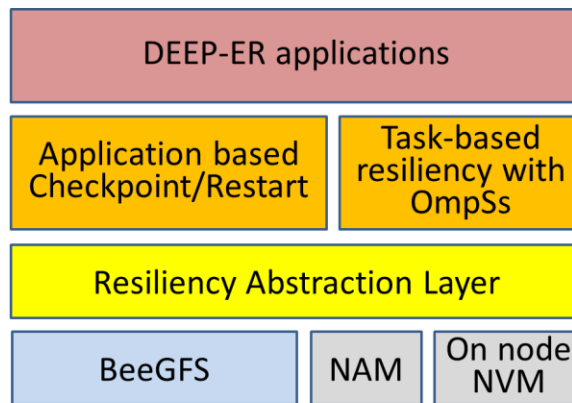 DEEP-ER applications
Application based
Checkpoint/Restart
Task-based
resiliency with
OmpSs
Resiliency Abstraction Layer
BeeGFS
NAM
On node
NVM